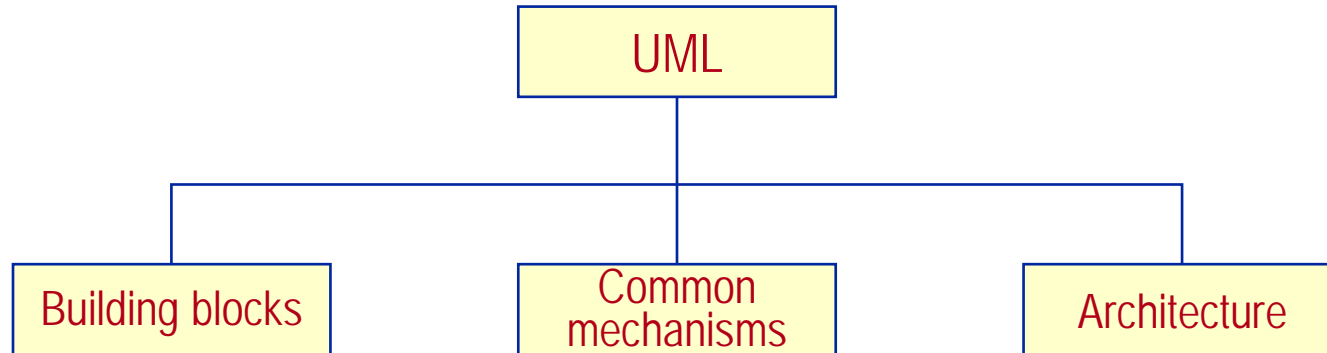 UML
Building blocks
Common
mechanisms
Architecture